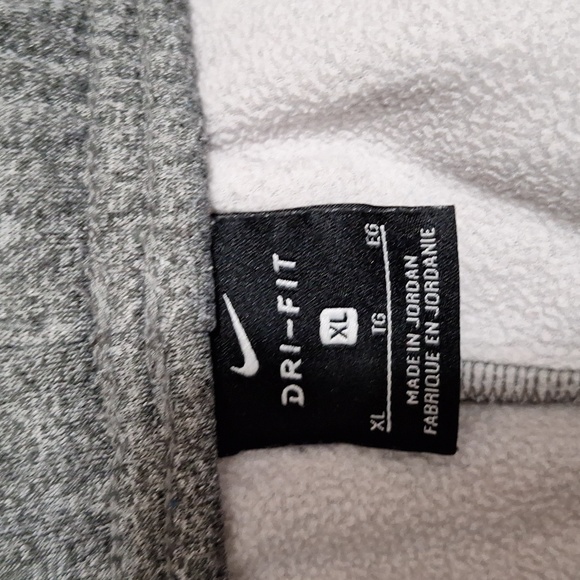 DRI-FIT
XL
XL TG EG
MADE IN JORDAN
FABRIQUE EN JORDANIE